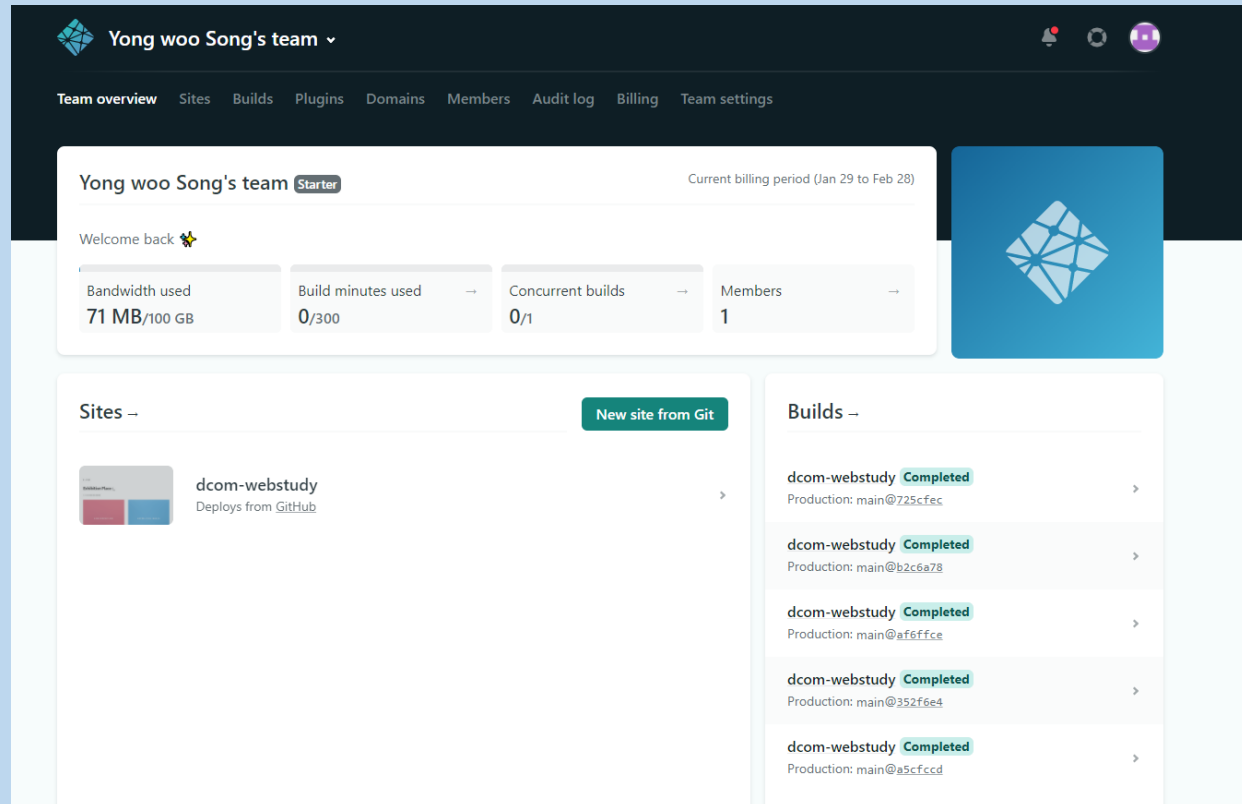 Yong woo Song's team
Team overview Sites Builds Plugins Domains Members Audit log Billing Team settings
Yong woo Song's team Starter
Current billing period (Jan 29 to Feb 28)
Welcome back ✨
Bandwidth used
71 MB/100 GB
Build minutes used →
0/300
Concurrent builds →
0/1
Members →
1
Sites →
New site from Git
dcom-webstudy
Deploys from GitHub
Builds →
dcom-webstudy Completed
Production: main@725cfec
dcom-webstudy Completed
Production: main@b2c6a78
dcom-webstudy Completed
Production: main@af6ffce
dcom-webstudy Completed
Production: main@352f6e4
dcom-webstudy Completed
Production: main@a5cfccd